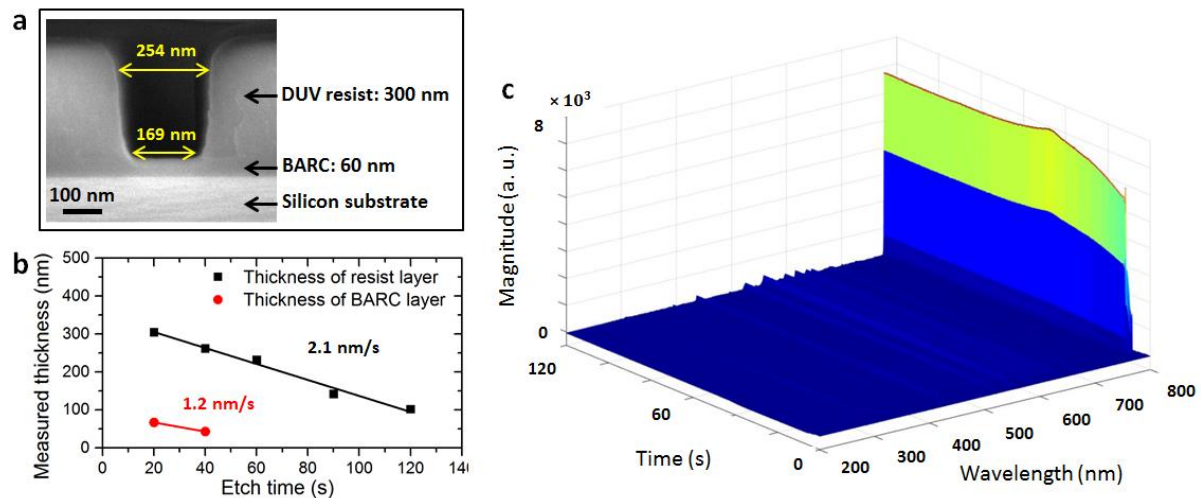 a
254 nm
169 nm
100 nm
DUV resist: 300 nm
BARC: 60 nm
Silicon substrate
b
Measured thickness (nm)
500
400
300
200
100
0
Thickness of resist layer
Thickness of BARC layer
2.1 nm/s
1.2 nm/s
0 20 40 60 80 100 120 140
Etch time (s)
c
× 10³
8
Magnitude (a. u.)
0
120
60
0
Time (s)
200 300 400 500 600 700 800
Wavelength (nm)